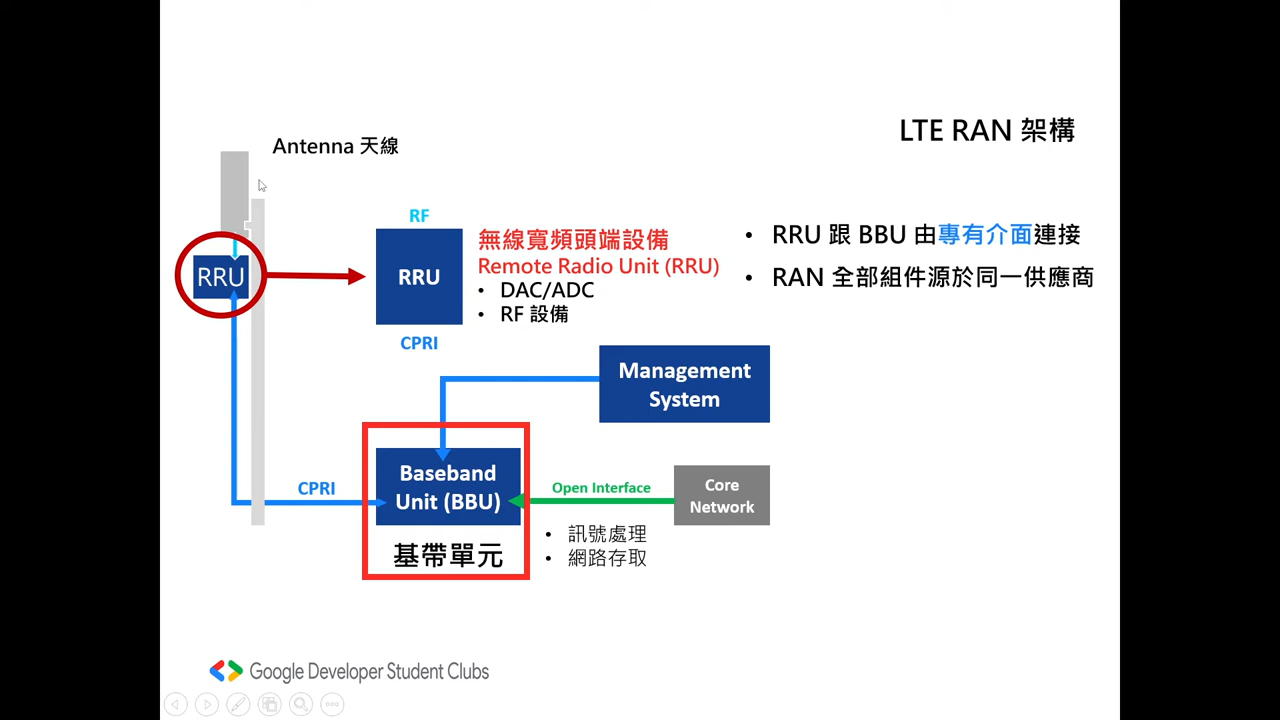 LTE RAN 架構
Antenna 天線
RRU
RF
RRU
CPRI
無線寬頻頭端設備
Remote Radio Unit (RRU)
• DAC/ADC
• RF 設備
• RRU 跟 BBU 由專有介面連接
• RAN 全部組件源於同一供應商
Management
System
CPRI
Baseband
Unit (BBU)
基帶單元
Open Interface
Core
Network
• 訊號處理
• 網路存取
Google Developer Student Clubs